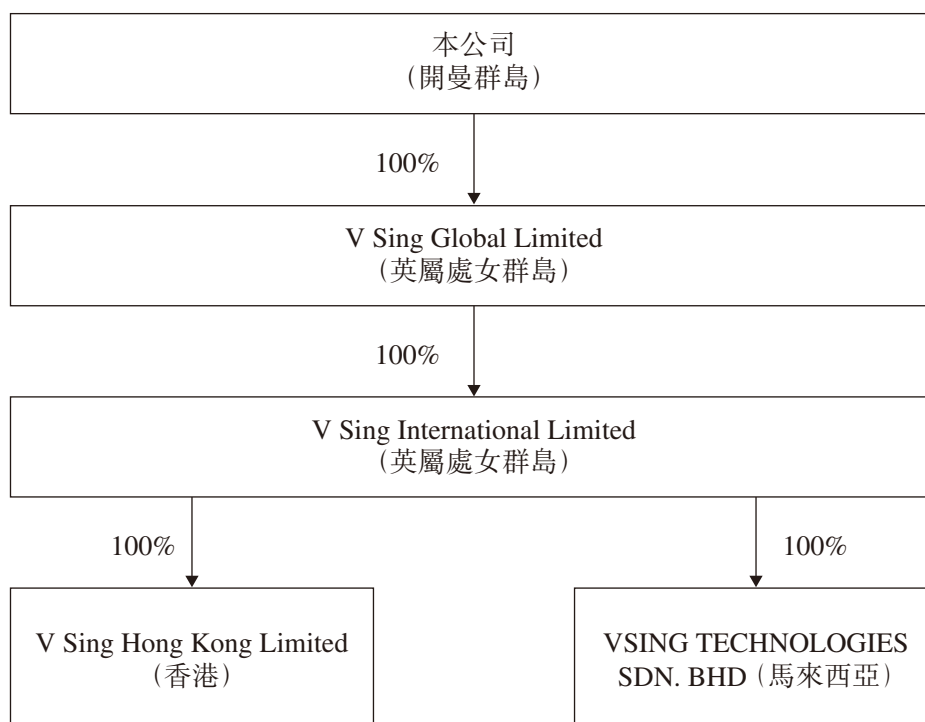 本公司
（開曼群島）
100%
V Sing Global Limited
（英屬處女群島）
100%
V Sing International Limited
（英屬處女群島）
100%
100%
V Sing Hong Kong Limited
（香港）
VSING TECHNOLOGIES
SDN. BHD（馬來西亞）